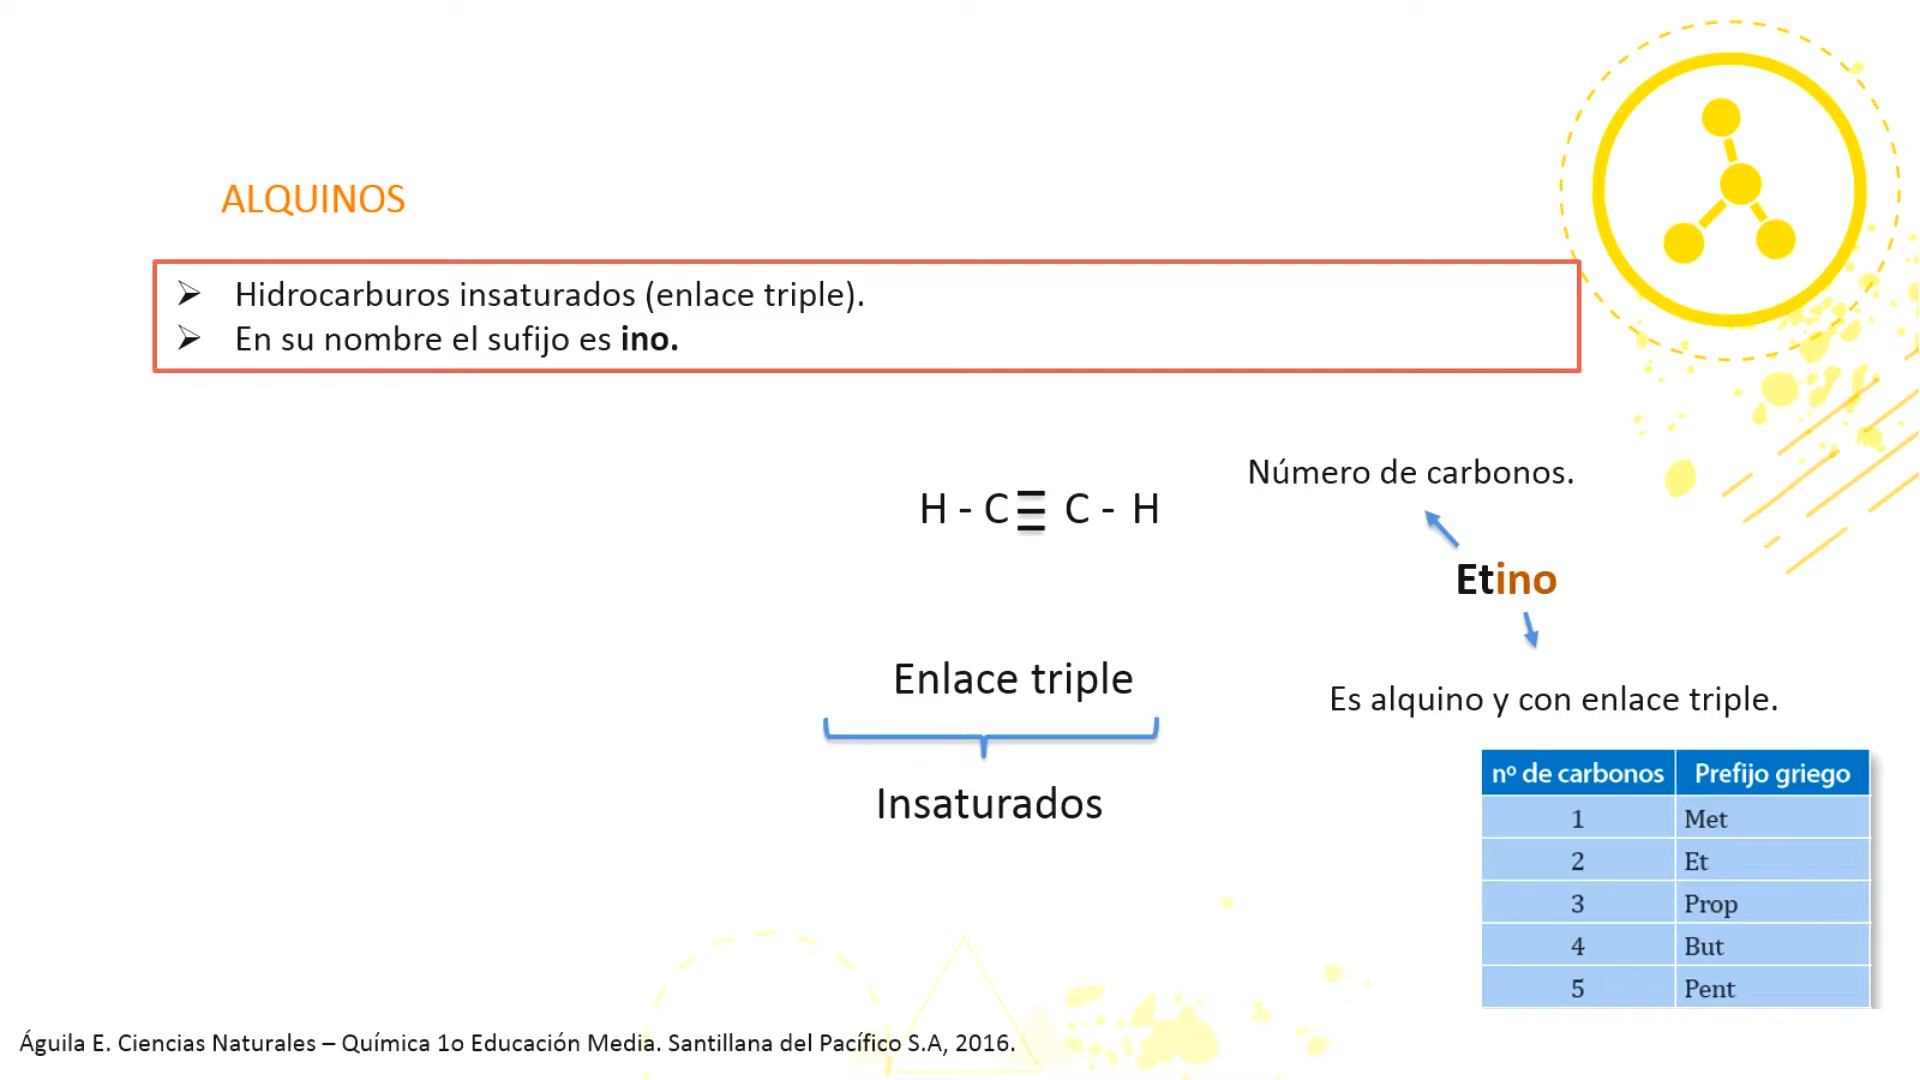 ALQUINOS
➢ Hidrocarburos insaturados (enlace triple).
➢ En su nombre el sufijo es ino.
Número de carbonos.
H - C ≡ C - H
Etino
Enlace triple
Es alquino y con enlace triple.
Insaturados
nº de carbonos Prefijo griego
1 Met
2 Et
3 Prop
4 But
5 Pent
Águila E. Ciencias Naturales – Química 1o Educación Media. Santillana del Pacífico S.A, 2016.